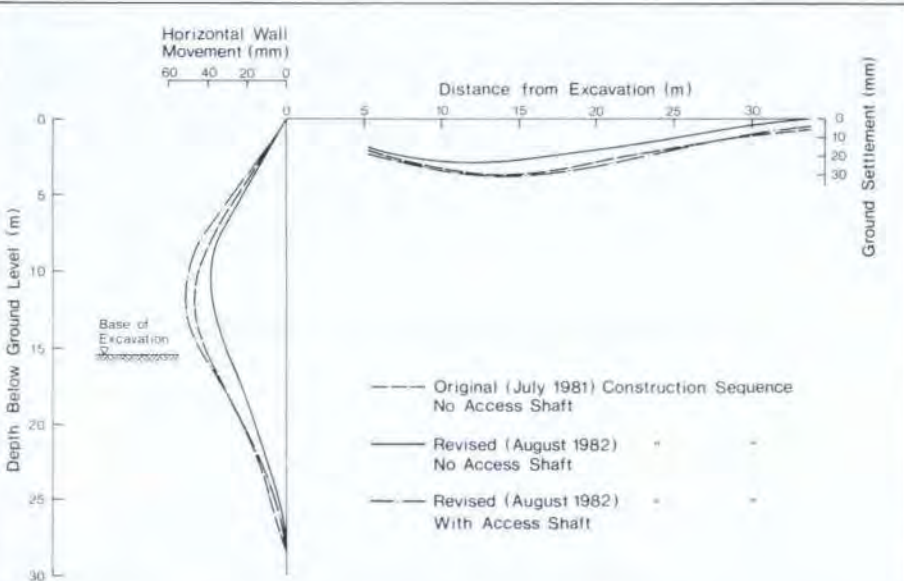 Horizontal Wall
Movement (mm)
60 40 20 0
Distance from Excavation (m)
0 5 10 15 20 25 30
0
10
20
30
Ground Settlement (mm)
0
5
10
15
20
25
30
Depth Below Ground Level (m)
Base of
Excavation
Original (July 1981) Construction Sequence
No Access Shaft
Revised (August 1982) " "
No Access Shaft
Revised (August 1982) " "
With Access Shaft